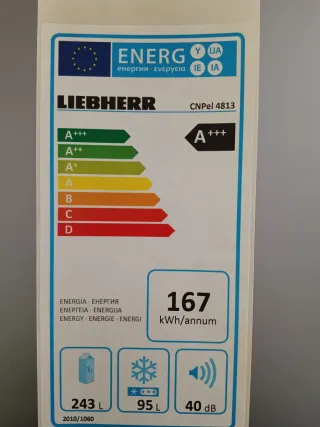 ENERG Y IJA
енергия · ενεργεια IE IA
LIEBHERR CNPel 4813
A+++ A+++
A++
A+
A
B
C
D
ENERGIA · ЕНЕРГИЯ
ΕΝΕΡΓΕΙΑ · ENERGIJA
ENERGY · ENERGIE · ENERGI
167
kWh/annum
243 L 95 L 40 dB
2010/1060